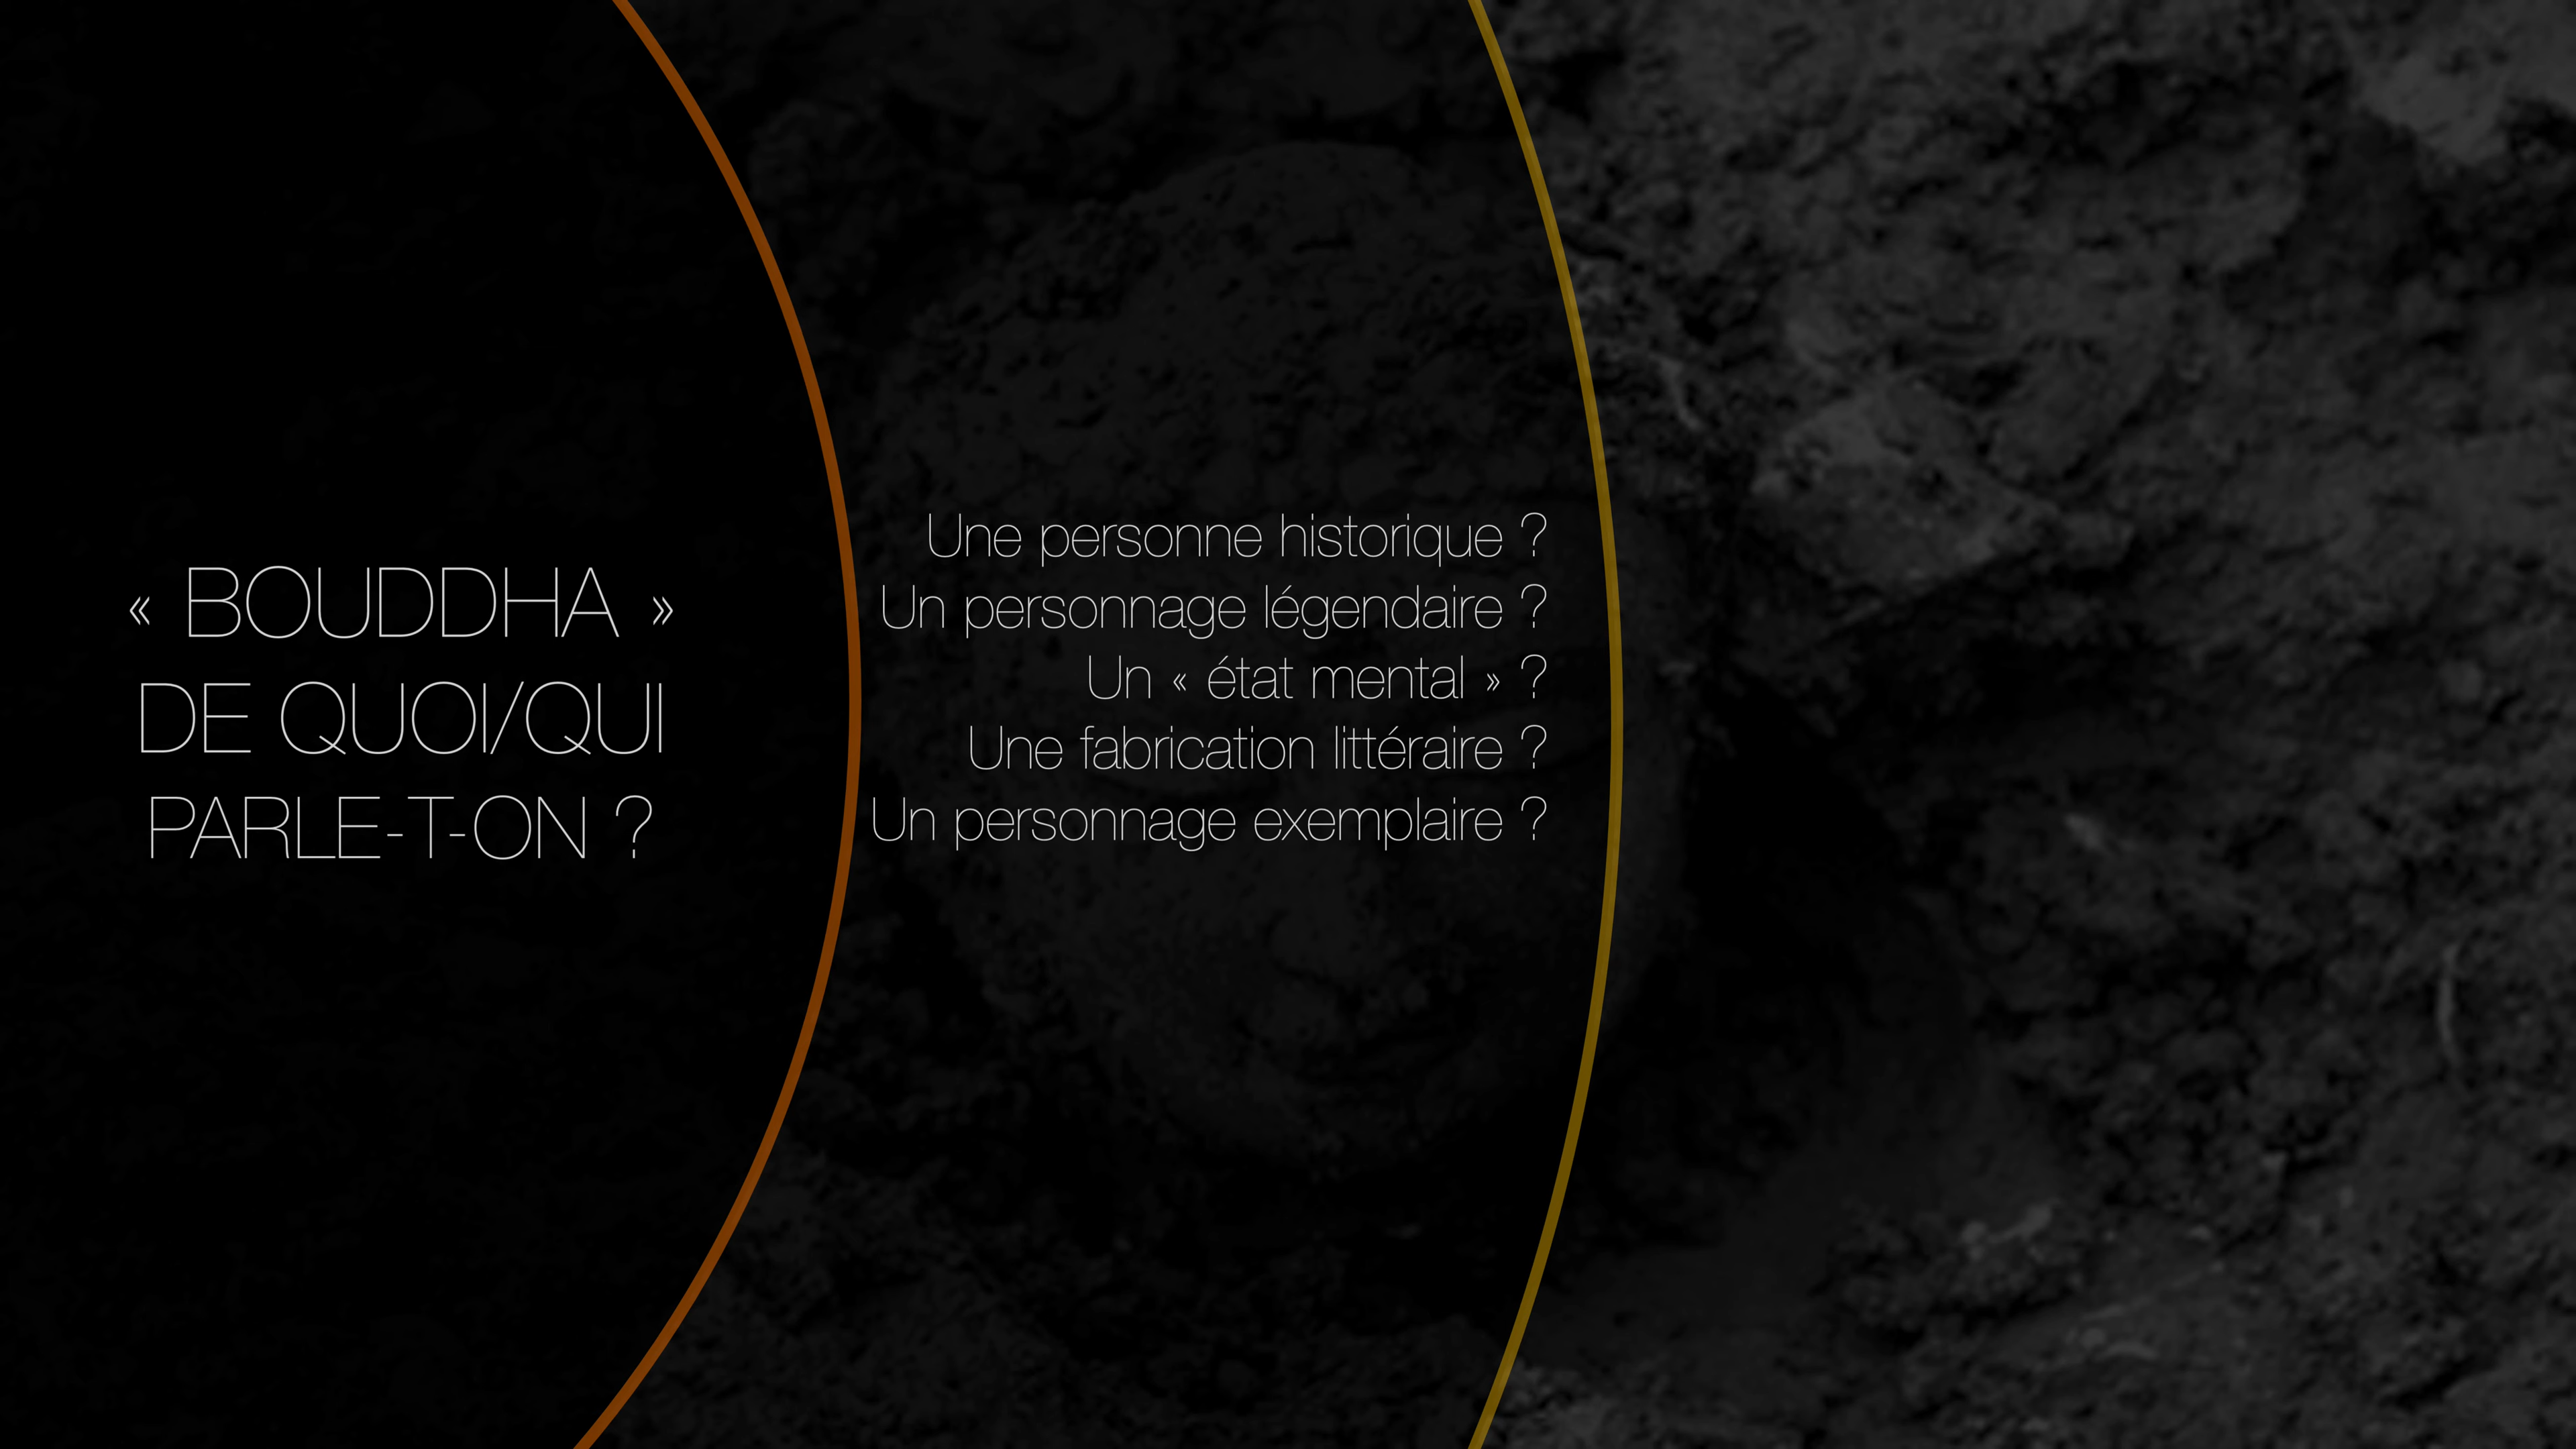 « BOUDDHA »
DE QUOI/QUI
PARLE-T-ON ?
Une personne historique ?
Un personnage légendaire ?
Un « état mental » ?
Une fabrication littéraire ?
Un personnage exemplaire ?